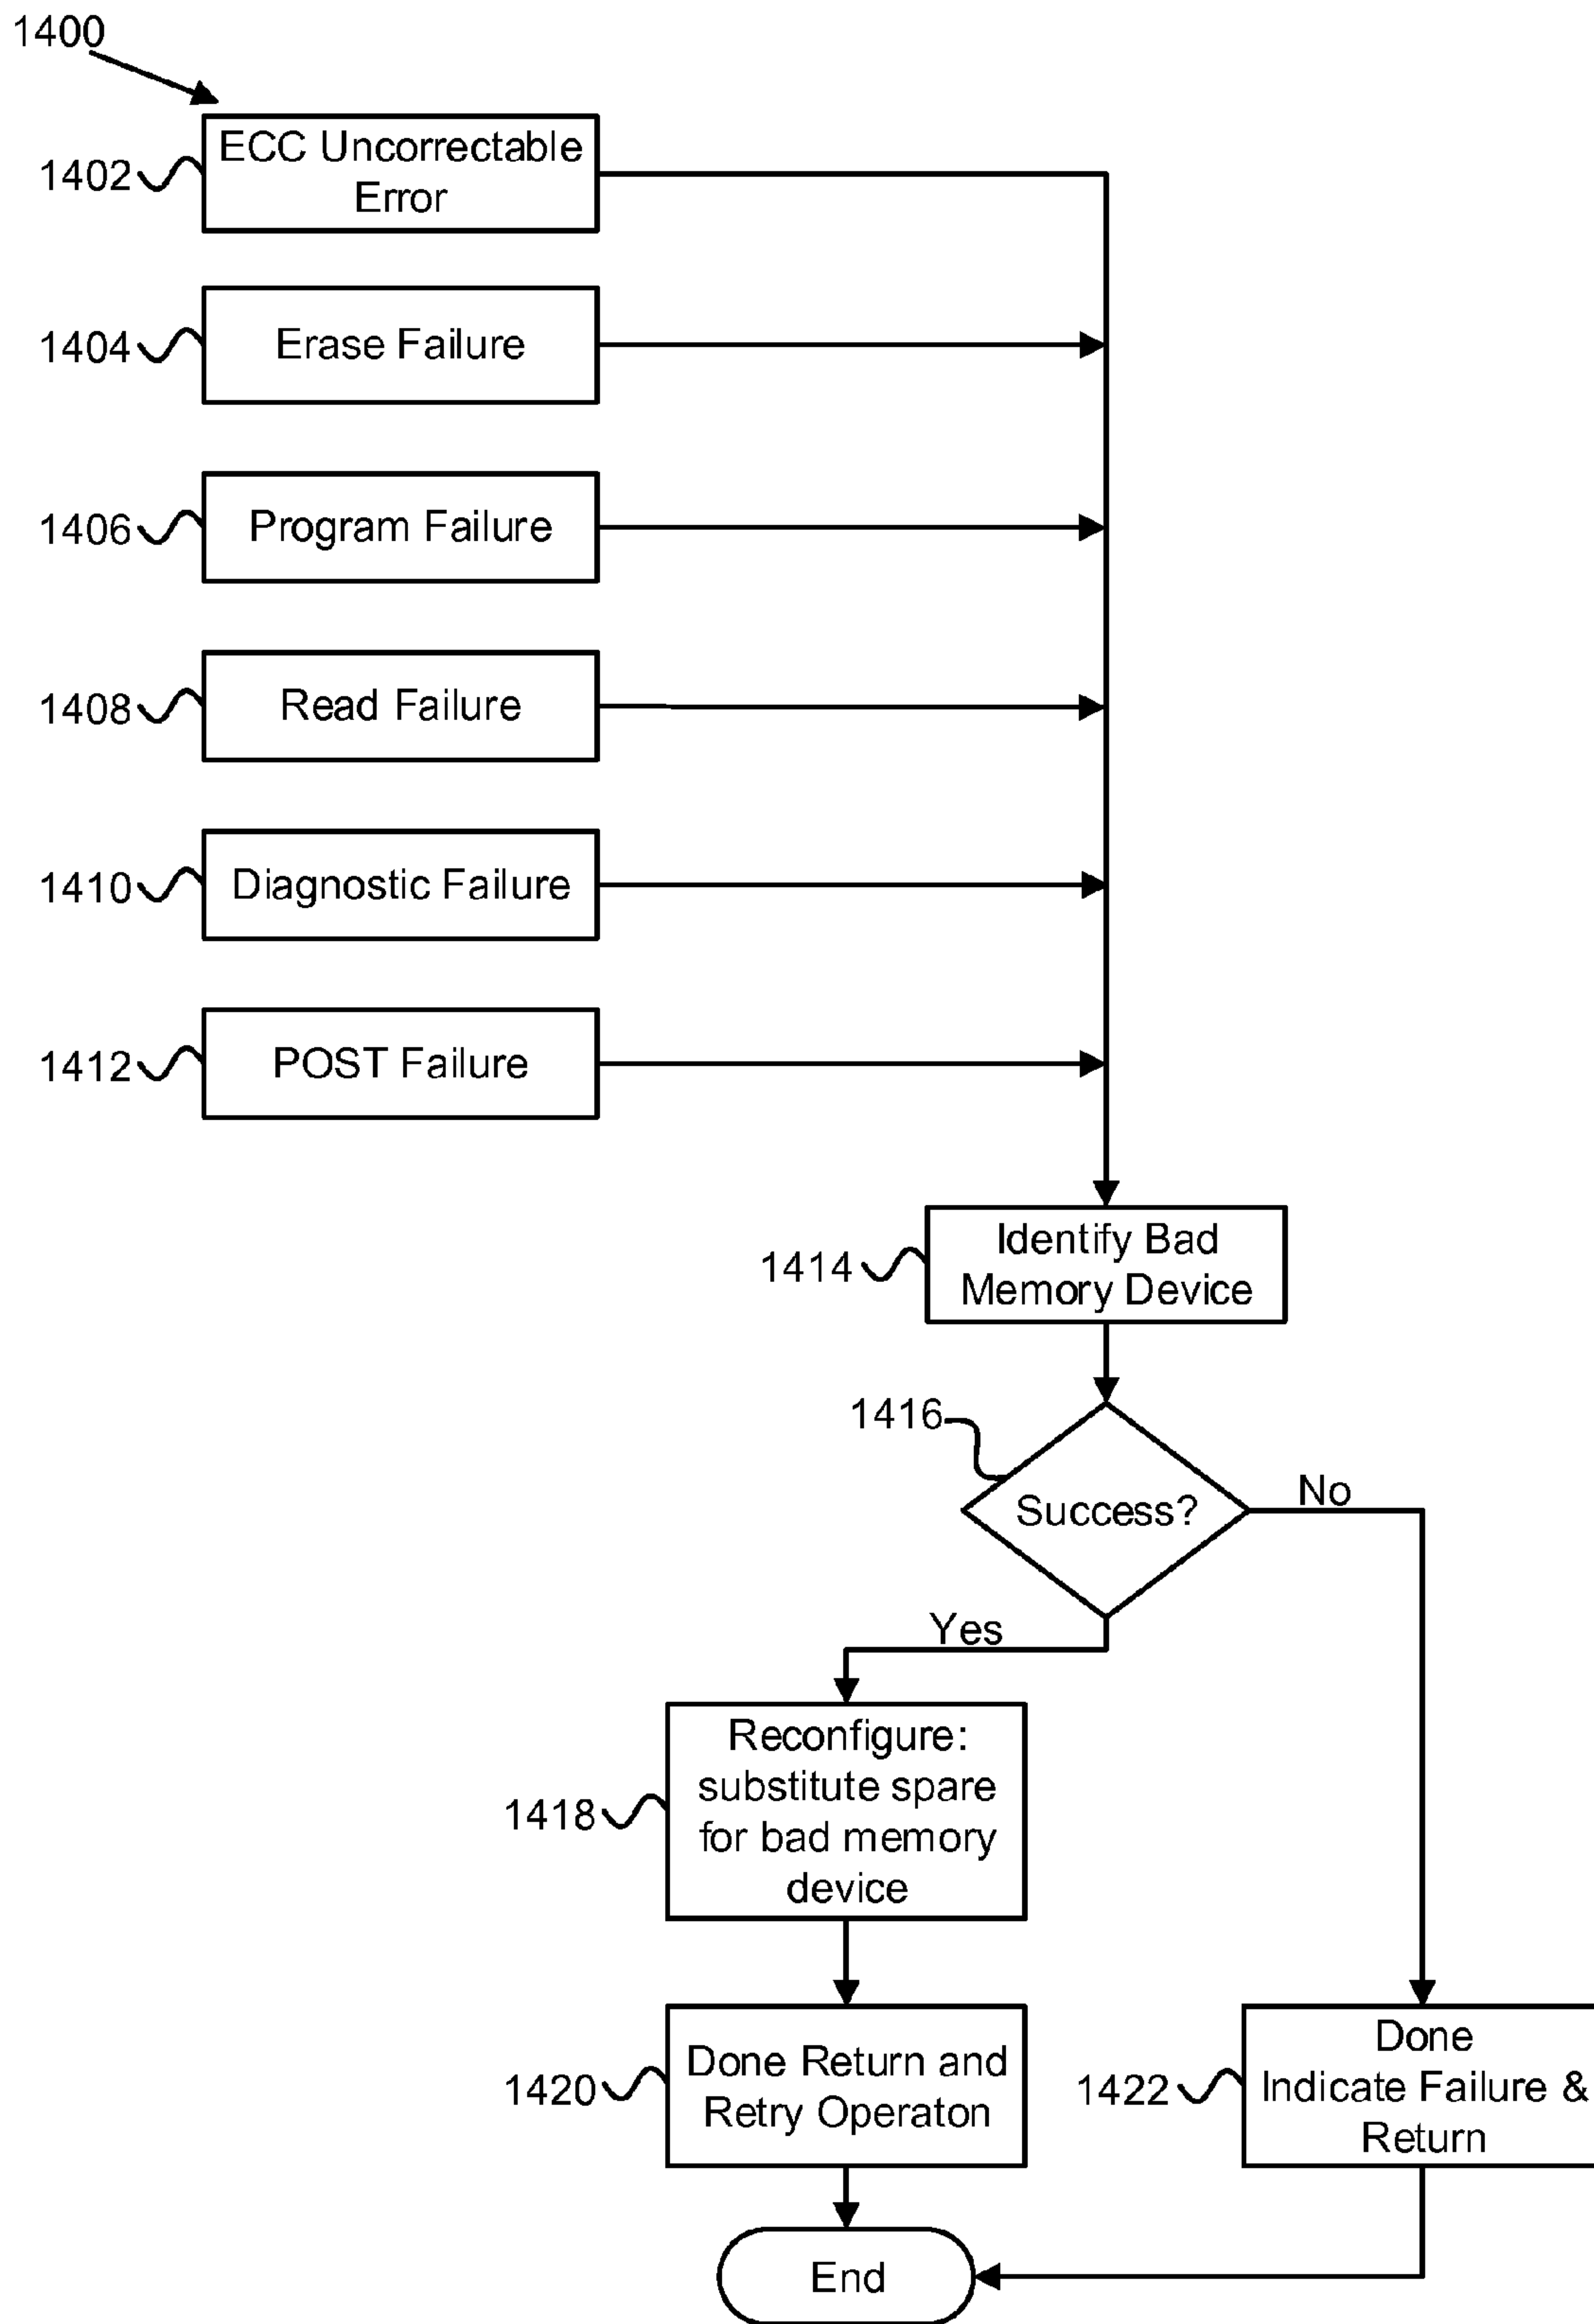 1400
ECC Uncorrectable
Error
1402
Erase Failure
1404
Program Failure
1406
Read Failure
1408
Diagnostic Failure
1410
POST Failure
1412
Identify Bad
Memory Device
1414
1416
Success?
No
Yes
Reconfigure:
substitute spare
for bad memory
device
1418
Done Return and
Retry Operaton
1420
Done
Indicate Failure &
Return
1422
End